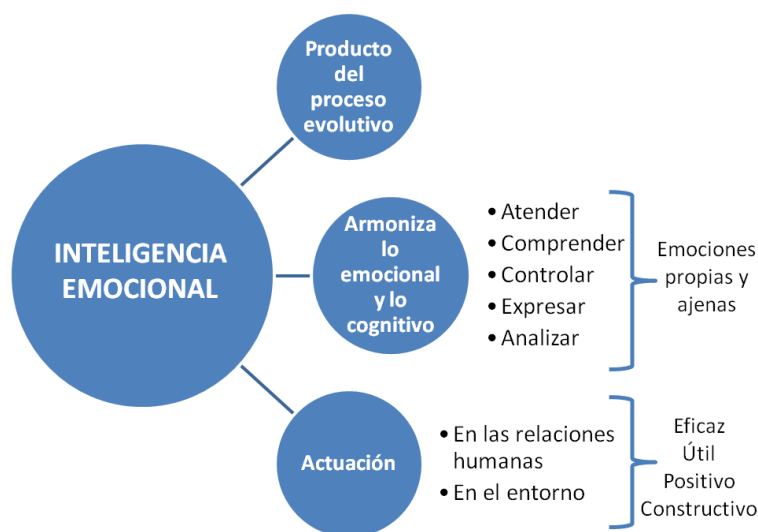 Producto
del
proceso
evolutivo
INTELIGENCIA
EMOCIONAL
Armoniza
lo
emocional
y lo
cognitivo
• Atender
• Comprender
• Controlar
• Expresar
• Analizar
Emociones
propias y
ajenas
Actuación
• En las relaciones
humanas
• En el entorno
Eficaz
Útil
Positivo
Constructivo